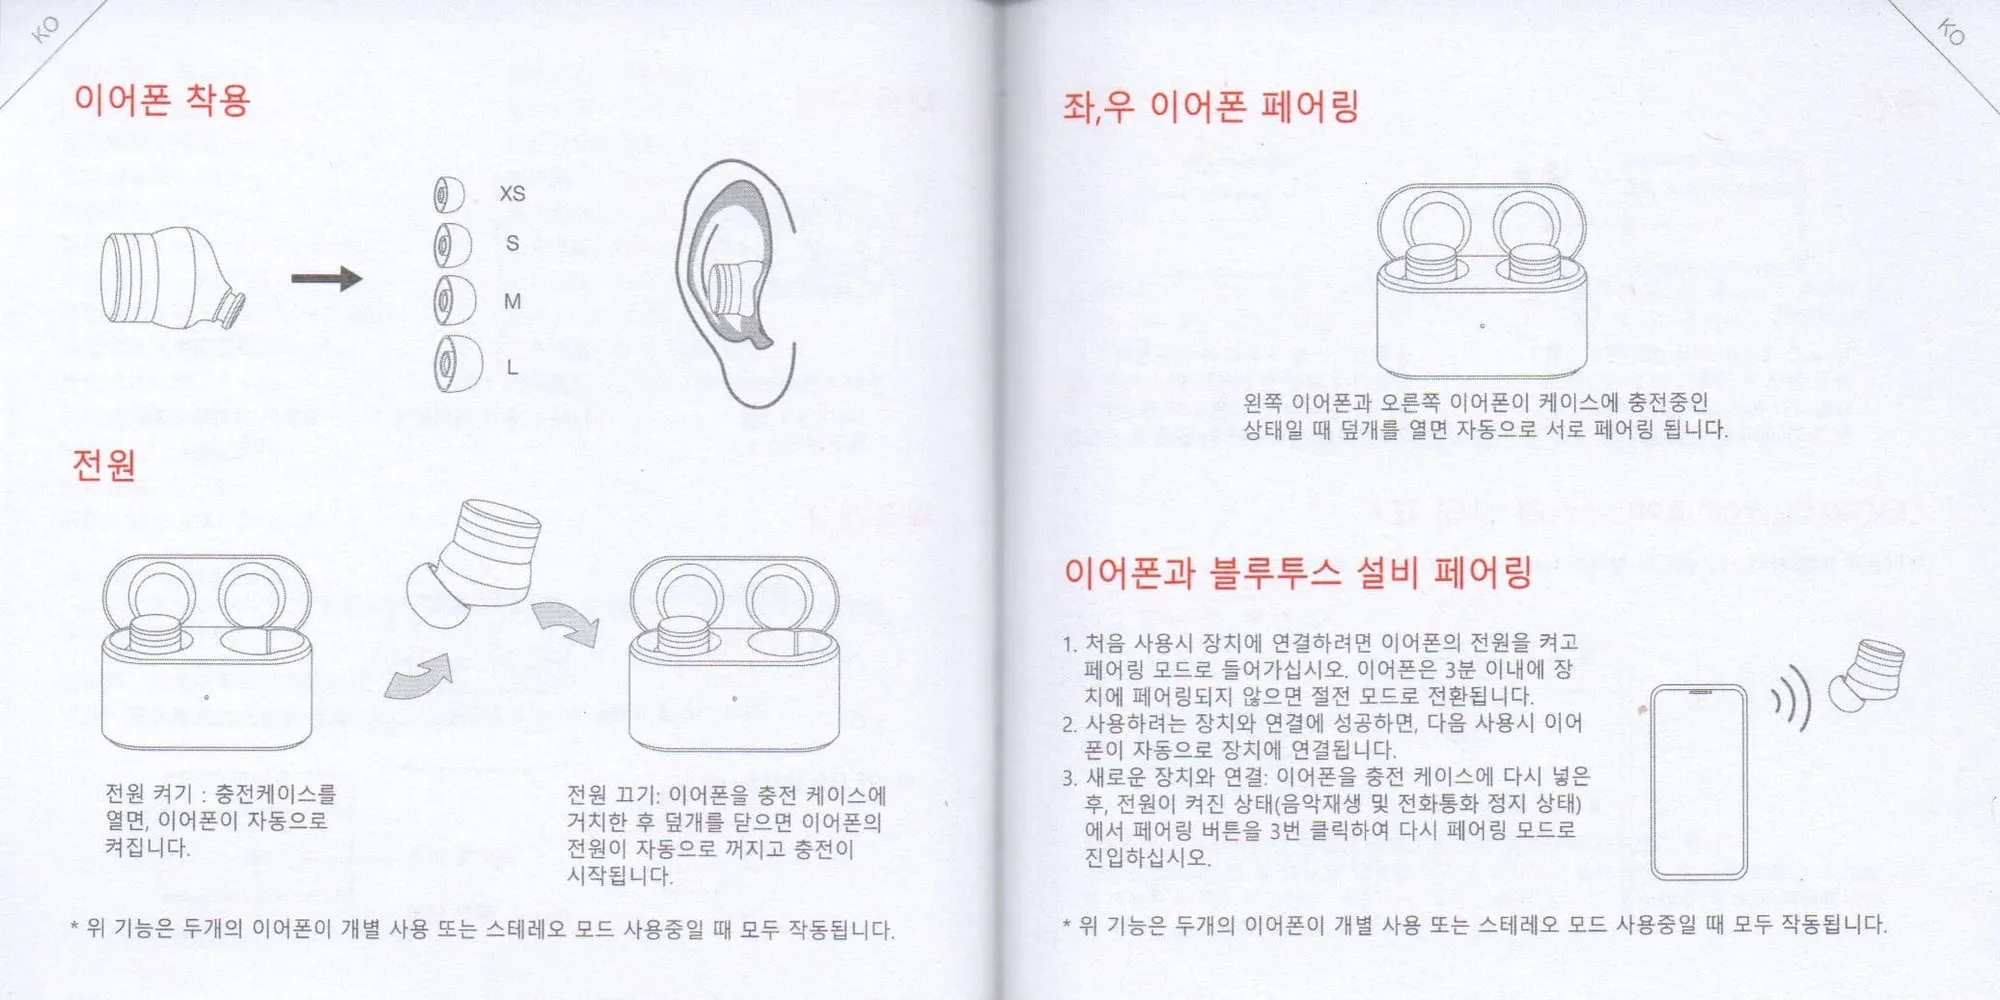 KO
이어폰 착용
XS
S
M
L
전원
전원 켜기 : 충전케이스를
열면, 이어폰이 자동으로
켜집니다.
전원 끄기: 이어폰을 충전 케이스에
거치한 후 덮개를 닫으면 이어폰의
전원이 자동으로 꺼지고 충전이
시작됩니다.
* 위 기능은 두개의 이어폰이 개별 사용 또는 스테레오 모드 사용중일 때 모두 작동됩니다.
KO
좌,우 이어폰 페어링
왼쪽 이어폰과 오른쪽 이어폰이 케이스에 충전중인
상태일 때 덮개를 열면 자동으로 서로 페어링 됩니다.
이어폰과 블루투스 설비 페어링
1. 처음 사용시 장치에 연결하려면 이어폰의 전원을 켜고
페어링 모드로 들어가십시오. 이어폰은 3분 이내에 장
치에 페어링되지 않으면 절전 모드로 전환됩니다.
2. 사용하려는 장치와 연결에 성공하면, 다음 사용시 이어
폰이 자동으로 장치에 연결됩니다.
3. 새로운 장치와 연결: 이어폰을 충전 케이스에 다시 넣은
후, 전원이 켜진 상태(음악재생 및 전화통화 정지 상태)
에서 페어링 버튼을 3번 클릭하여 다시 페어링 모드로
진입하십시오.
* 위 기능은 두개의 이어폰이 개별 사용 또는 스테레오 모드 사용중일 때 모두 작동됩니다.